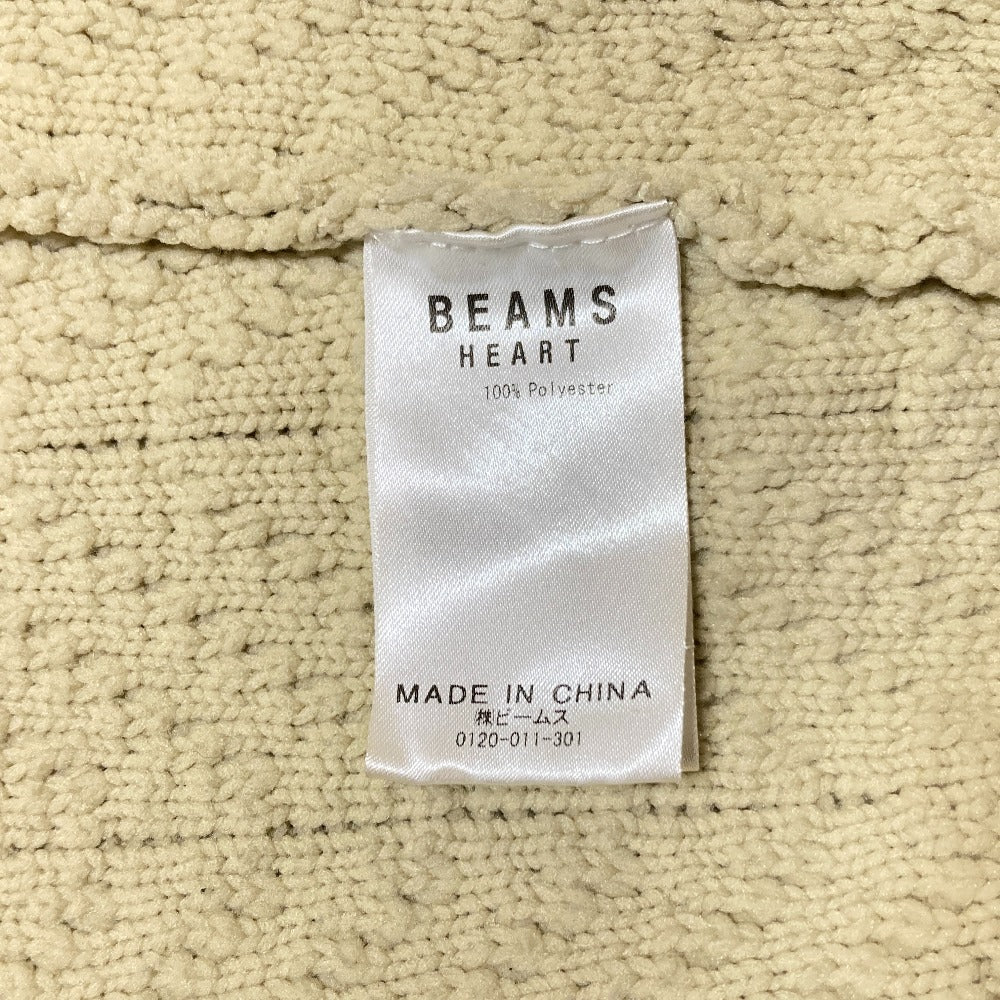 BEAMS
HEART
100% Polyester
MADE IN CHINA
㈱ビームス
0120-011-301